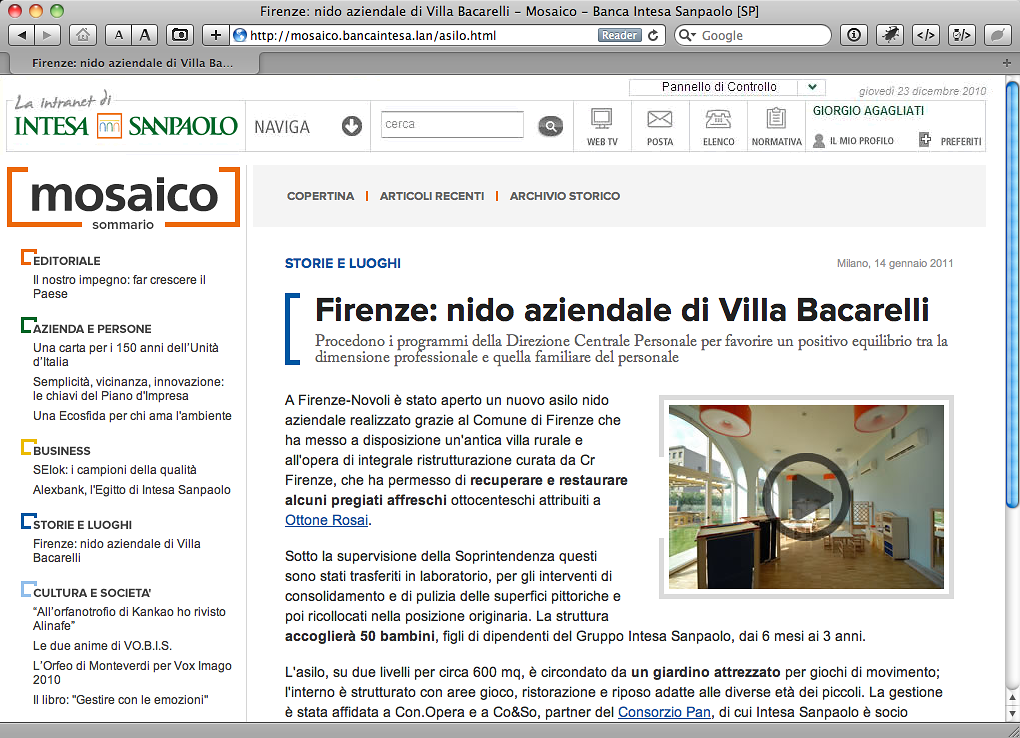 Firenze: nido aziendale di Villa Bacarelli – Mosaico – Banca Intesa Sanpaolo [SP]
A A + http://mosaico.bancaintesa.lan/asilo.html Reader Google
Firenze: nido aziendale di Villa Ba...
Pannello di Controllo
giovedì 23 dicembre 2010
La intranet di
INTESA SANPAOLO
NAVIGA
cerca
WEB TV
POSTA
ELENCO
NORMATIVA
GIORGIO AGAGLIATI
IL MIO PROFILO
PREFERITI
mosaico
sommario
COPERTINA | ARTICOLI RECENTI | ARCHIVIO STORICO
EDITORIALE
Il nostro impegno: far crescere il
Paese
AZIENDA E PERSONE
Una carta per i 150 anni dell'Unità
d'Italia
Semplicità, vicinanza, innovazione:
le chiavi del Piano d'Impresa
Una Ecosfida per chi ama l'ambiente
BUSINESS
SEIok: i campioni della qualità
Alexbank, l'Egitto di Intesa Sanpaolo
STORIE E LUOGHI
Firenze: nido aziendale di Villa
Bacarelli
CULTURA E SOCIETA'
“All'orfanotrofio di Kankao ho rivisto
Alinafe”
Le due anime di VO.B.I.S.
L'Orfeo di Monteverdi per Vox Imago
2010
Il libro: "Gestire con le emozioni"
STORIE E LUOGHI
Milano, 14 gennaio 2011
Firenze: nido aziendale di Villa Bacarelli
Procedono i programmi della Direzione Centrale Personale per favorire un positivo equilibrio tra la
dimensione professionale e quella familiare del personale
A Firenze-Novoli è stato aperto un nuovo asilo nido
aziendale realizzato grazie al Comune di Firenze che
ha messo a disposizione un'antica villa rurale e
all'opera di integrale ristrutturazione curata da Cr
Firenze, che ha permesso di recuperare e restaurare
alcuni pregiati affreschi ottocenteschi attribuiti a
Ottone Rosai.
Sotto la supervisione della Soprintendenza questi
sono stati trasferiti in laboratorio, per gli interventi di
consolidamento e di pulizia delle superfici pittoriche e
poi ricollocati nella posizione originaria. La struttura
accoglierà 50 bambini, figli di dipendenti del Gruppo Intesa Sanpaolo, dai 6 mesi ai 3 anni.
L'asilo, su due livelli per circa 600 mq, è circondato da un giardino attrezzato per giochi di movimento;
l'interno è strutturato con aree gioco, ristorazione e riposo adatte alle diverse età dei piccoli. La gestione
è stata affidata a Con.Opera e a Co&So, partner del Consorzio Pan, di cui Intesa Sanpaolo è socio